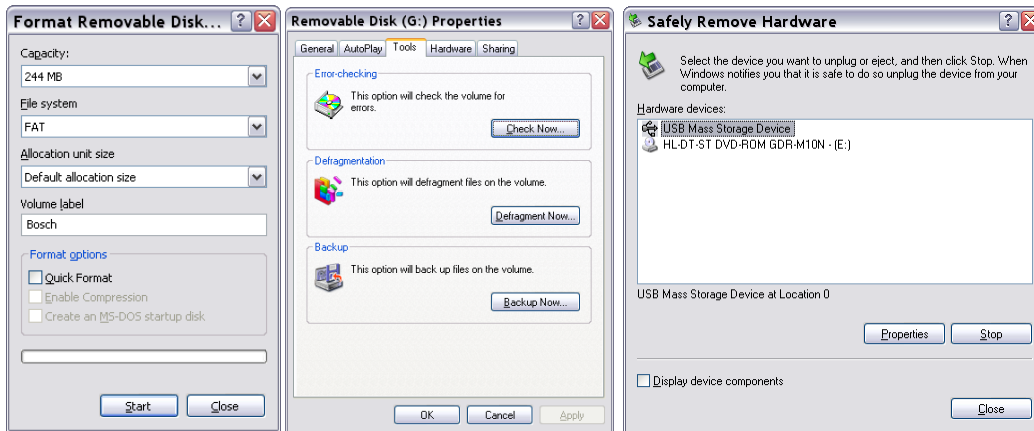 Format Removable Disk...
Capacity:
244 MB
File system
FAT
Allocation unit size
Default allocation size
Volume label
Bosch
Format options
Quick Format
Enable Compression
Create an MS-DOS startup disk
Start
Close
Removable Disk (G:) Properties
General
AutoPlay
Tools
Hardware
Sharing
Error-checking
This option will check the volume for
errors.
Check Now...
Defragmentation
This option will defragment files on the volume.
Defragment Now...
Backup
This option will back up files on the volume.
Backup Now...
OK
Cancel
Apply
Safely Remove Hardware
Select the device you want to unplug or eject, and then click Stop. When
Windows notifies you that it is safe to do so unplug the device from your
computer.
Hardware devices:
USB Mass Storage Device
HL-DT-ST DVD-ROM GDR-M10N - (E:)
USB Mass Storage Device at Location 0
Properties
Stop
Display device components
Close